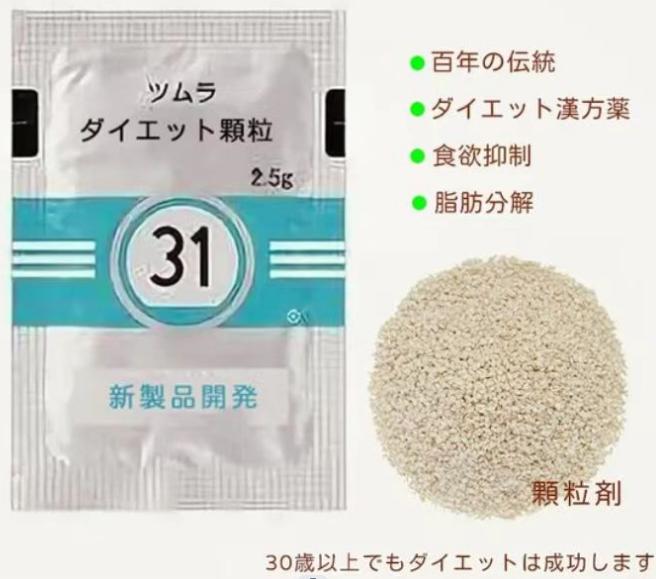 ツムラ
ダイエット顆粒
2.5g
31
新製品開発
百年の伝統
ダイエット漢方薬
食欲抑制
脂肪分解
顆粒剤
30歳以上でもダイエットは成功します